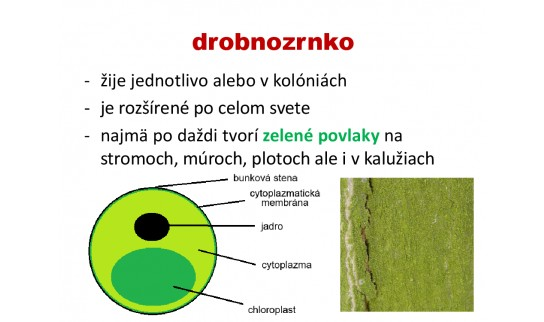 drobnozrnko
- žije jednotlivo alebo v kolóniách
- je rozšírené po celom svete
- najmä po daždi tvorí zelené povlaky na
stromoch, múroch, plotoch ale i v kalužiach
bunková stena
cytoplazmatická
membrána
jadro
cytoplazma
chloroplast